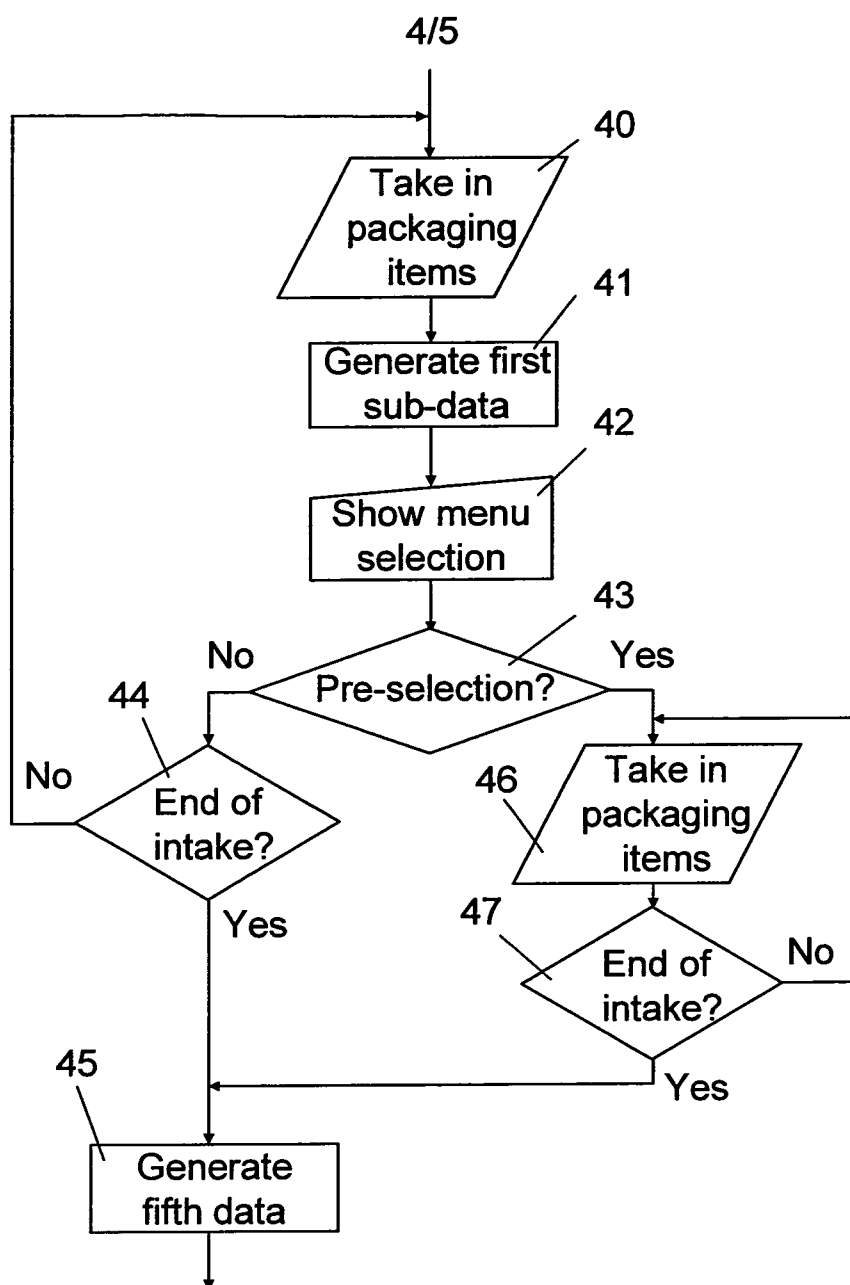 4/5
40
Take in
packaging
items
41
Generate first
sub-data
42
Show menu
selection
43
No
Yes
Pre-selection?
44
No
End of
intake?
Yes
46
Take in
packaging
items
47
End of
intake?
No
Yes
45
Generate
fifth data